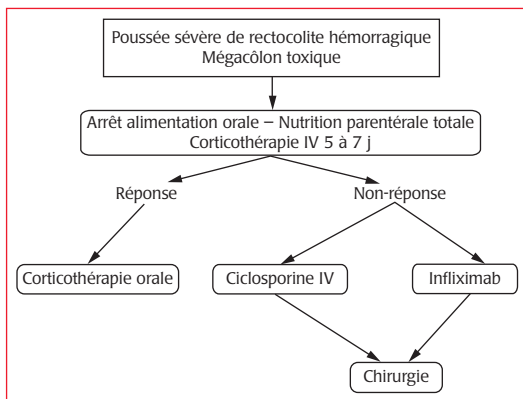 Poussée sévère de rectocolite hémorragique
Mégacôlon toxique
Arrêt alimentation orale – Nutrition parentérale totale
Corticothérapie IV 5 à 7 j
Réponse
Non-réponse
Corticothérapie orale
Ciclosporine IV
Infliximab
Chirurgie